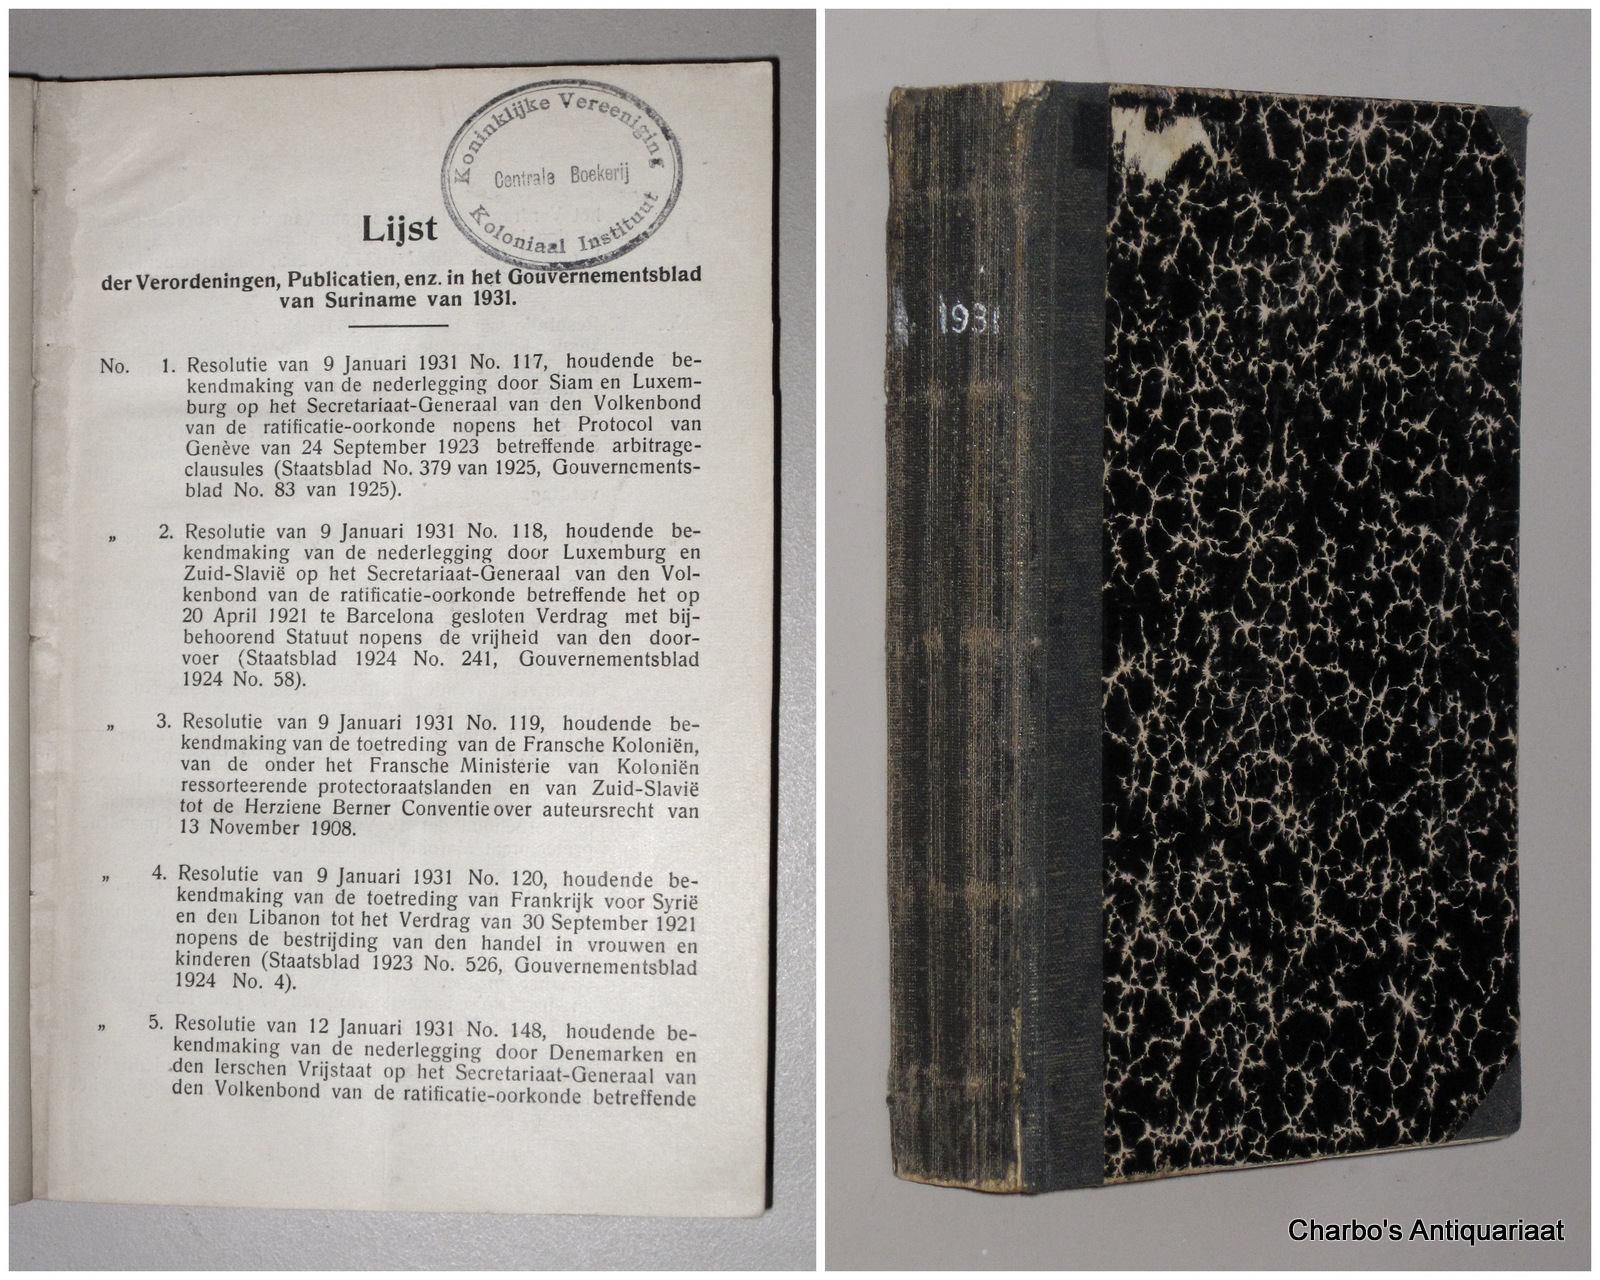 Koninklijke Vereeniging
Centrale Boekerij
Koloniaal Instituut
Lijst
der Verordeningen, Publicatien, enz. in het Gouvernementsblad
van Suriname van 1931.
No. 1. Resolutie van 9 Januari 1931 No. 117, houdende be-
kendmaking van de nederlegging door Siam en Luxem-
burg op het Secretariaat-Generaal van den Volkenbond
van de ratificatie-oorkonde nopens het Protocol van
Genève van 24 September 1923 betreffende arbitrage-
clausules (Staatsblad No. 379 van 1925, Gouvernements-
blad No. 83 van 1925).
„ 2. Resolutie van 9 Januari 1931 No. 118, houdende be-
kendmaking van de nederlegging door Luxemburg en
Zuid-Slavië op het Secretariaat-Generaal van den Vol-
kenbond van de ratificatie-oorkonde betreffende het op
20 April 1921 te Barcelona gesloten Verdrag met bij-
behoorend Statuut nopens de vrijheid van den door-
voer (Staatsblad 1924 No. 241, Gouvernementsblad
1924 No. 58).
„ 3. Resolutie van 9 Januari 1931 No. 119, houdende be-
kendmaking van de toetreding van de Fransche Koloniën,
van de onder het Fransche Ministerie van Koloniën
ressorteerende protectoraatslanden en van Zuid-Slavië
tot de Herziene Berner Conventie over auteursrecht van
13 November 1908.
„ 4. Resolutie van 9 Januari 1931 No. 120, houdende be-
kendmaking van de toetreding van Frankrijk voor Syrië
en den Libanon tot het Verdrag van 30 September 1921
nopens de bestrijding van den handel in vrouwen en
kinderen (Staatsblad 1923 No. 526, Gouvernementsblad
1924 No. 4).
„ 5. Resolutie van 12 Januari 1931 No. 148, houdende be-
kendmaking van de nederlegging door Denemarken en
den Ierschen Vrijstaat op het Secretariaat-Generaal van
den Volkenbond van de ratificatie-oorkonde betreffende
1931
Charbo's Antiquariaat